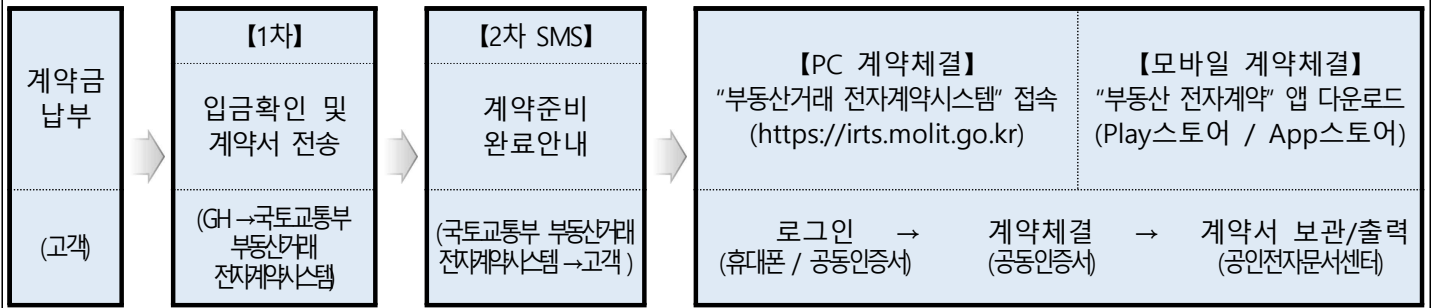 계약금
납부
(고객)
【1차】
입금확인 및
계약서 전송
(GH→국토교통부
부동산거래
전자계약시스템)
【2차 SMS】
계약준비
완료안내
(국토교통부 부동산거래
전자계약시스템→고객)
【PC 계약체결】
"부동산거래 전자계약시스템" 접속
(https://irts.molit.go.kr)
【모바일 계약체결】
"부동산 전자계약" 앱 다운로드
(Play스토어 / App스토어)
로그인 → 계약체결 → 계약서 보관/출력
(휴대폰 / 공동인증서) (공동인증서) (공인전자문서센터)